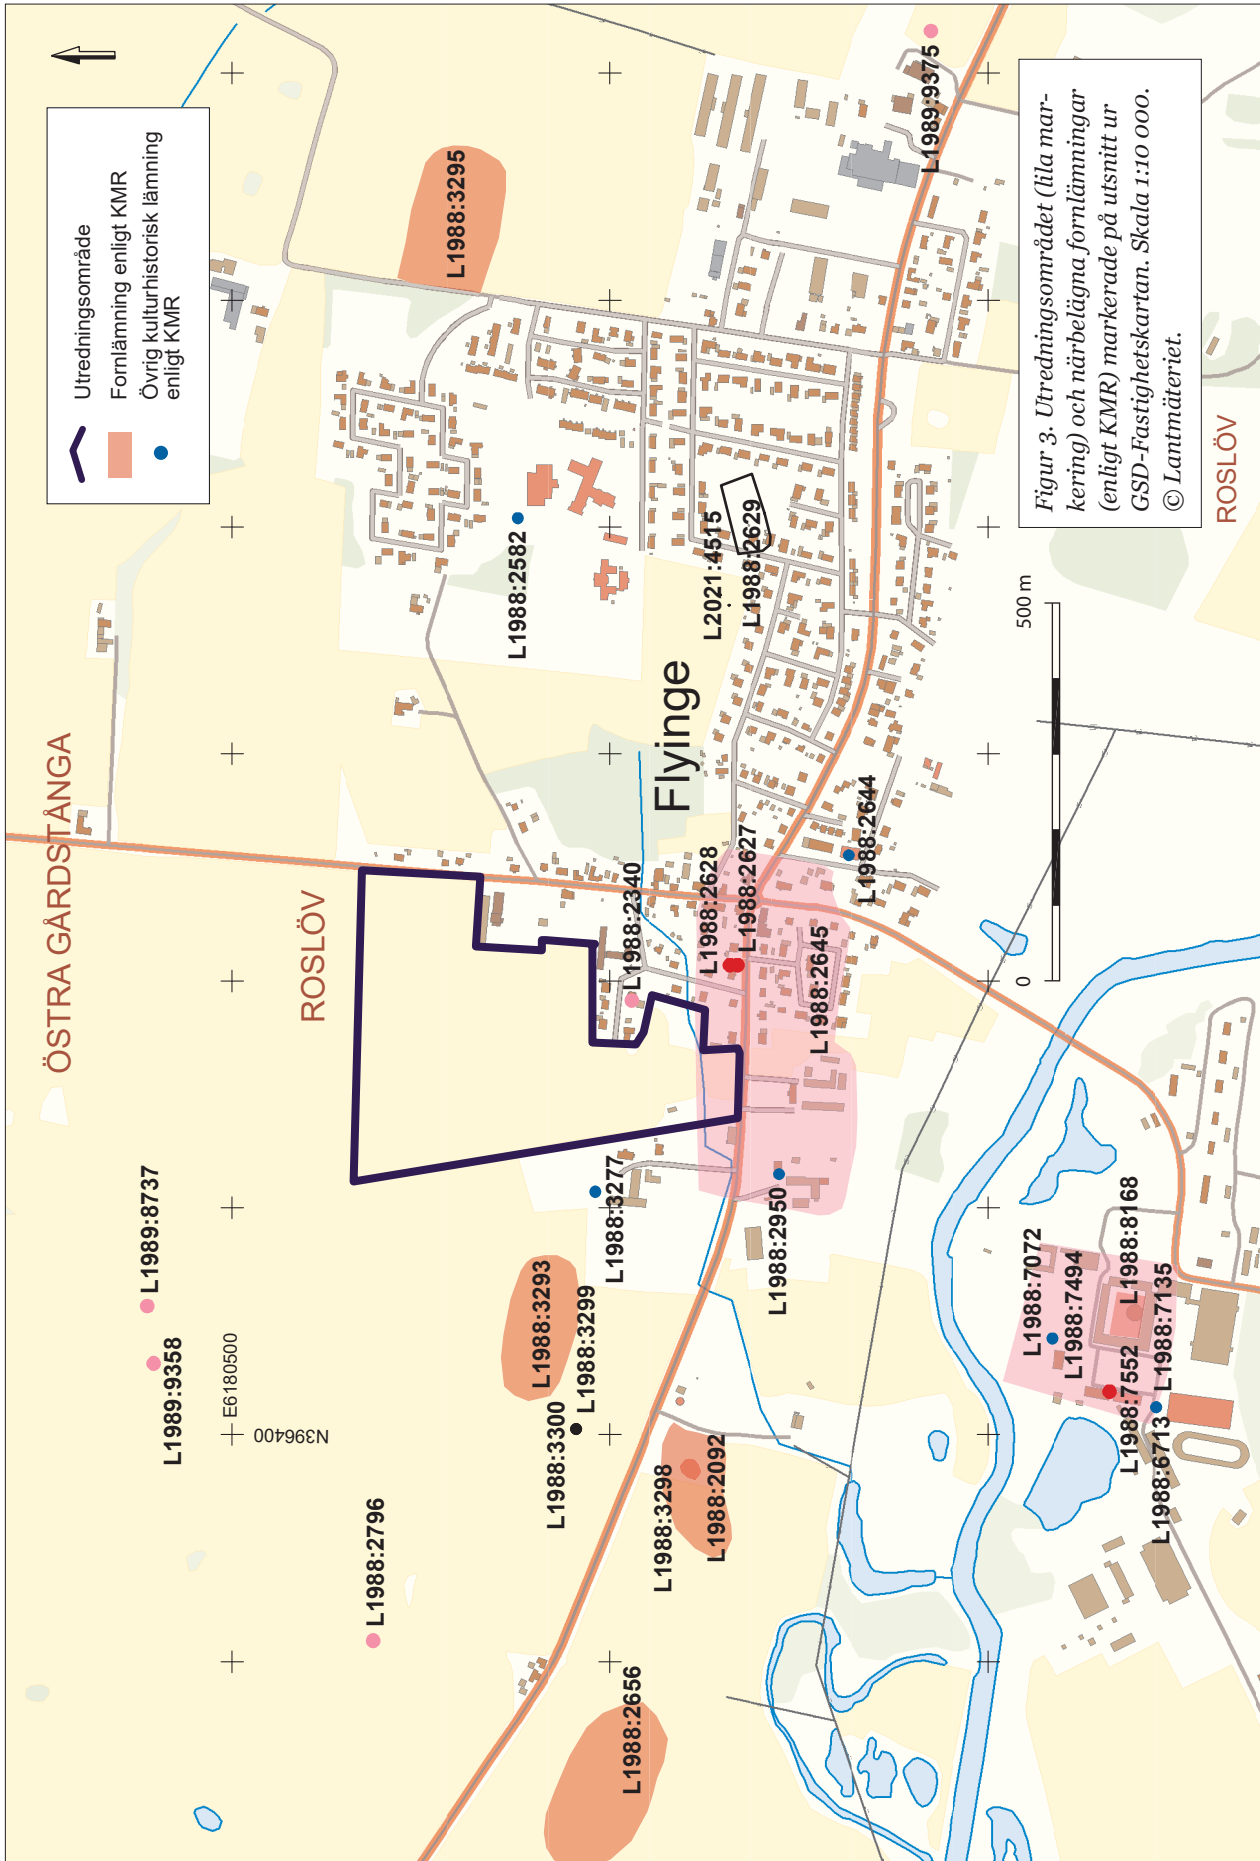 Utredningsområde
Fornlämning enligt KMR
Övrig kulturhistorisk lämning
enligt KMR
ÖSTRA GÅRDSTÅNGA
ROSLÖV
L1989:8737
L1989:9358
E6180500
N396400
L1988:2796
L1988:3295
L1988:2582
L1988:3293
L1988:3299
L1988:3300
L1988:3277
L1988:2340
Flyinge
L2021:4515
L1988:2629
L1989:9375
L1988:2656
L1988:3298
L1988:2092
L1988:2628
L1988:2627
L1988:2950
L1988:2645
L1988:2644
L1988:7072
L1988:7494
L1988:8168
L1988:7552
L1988:7135
L1988:6713
0
500 m
Figur 3. Utredningsområdet (lila mar-
kering) och närbelägna fornlämningar
(enligt KMR) markerade på utsnitt ur
GSD-Fastighetskartan. Skala 1:10 000.
© Lantmäteriet.
ROSLÖV